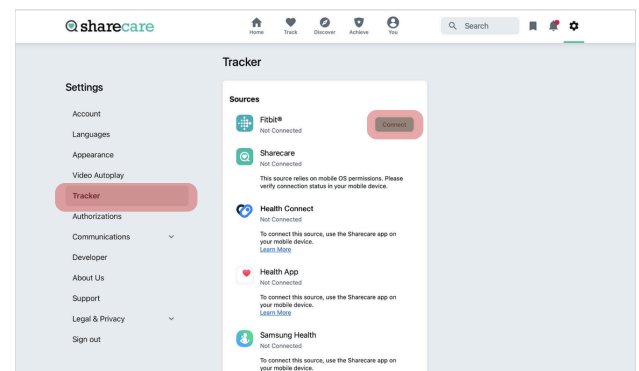 sharecare
Home Track Discover Achieve You
Search
Tracker
Settings
Account
Languages
Appearance
Video Autoplay
Tracker
Authorizations
Communications
Developer
About Us
Support
Legal & Privacy
Sign out
Sources
Fitbit®
Not Connected
Connect
Sharecare
Not Connected
This source relies on mobile OS permissions. Please
verify connection status in your mobile device.
Health Connect
Not Connected
To connect this source, use the Sharecare app on
your mobile device.
Learn More
Health App
Not Connected
To connect this source, use the Sharecare app on
your mobile device.
Learn More
Samsung Health
Not Connected
To connect this source, use the Sharecare app on
your mobile device.